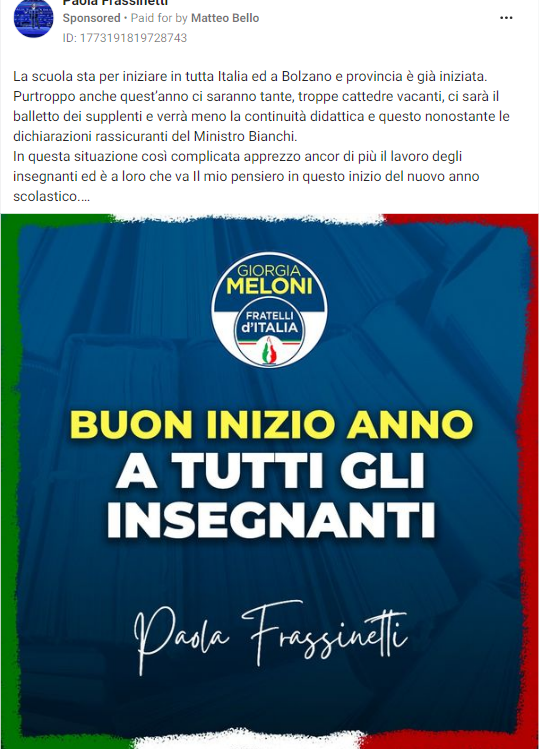 Paola Frassinetti
Sponsored • Paid for by Matteo Bello
ID: 1773191819728743
La scuola sta per iniziare in tutta Italia ed a Bolzano e provincia è già iniziata.
Purtroppo anche quest'anno ci saranno tante, troppe cattedre vacanti, ci sarà il
balletto dei supplenti e verrà meno la continuità didattica e questo nonostante le
dichiarazioni rassicuranti del Ministro Bianchi.
In questa situazione così complicata apprezzo ancor di più il lavoro degli
insegnanti ed è a loro che va Il mio pensiero in questo inizio del nuovo anno
scolastico....
GIORGIA
MELONI
FRATELLI
d'ITALIA
BUON INIZIO ANNO
A TUTTI GLI
INSEGNANTI
Paola Frassinetti